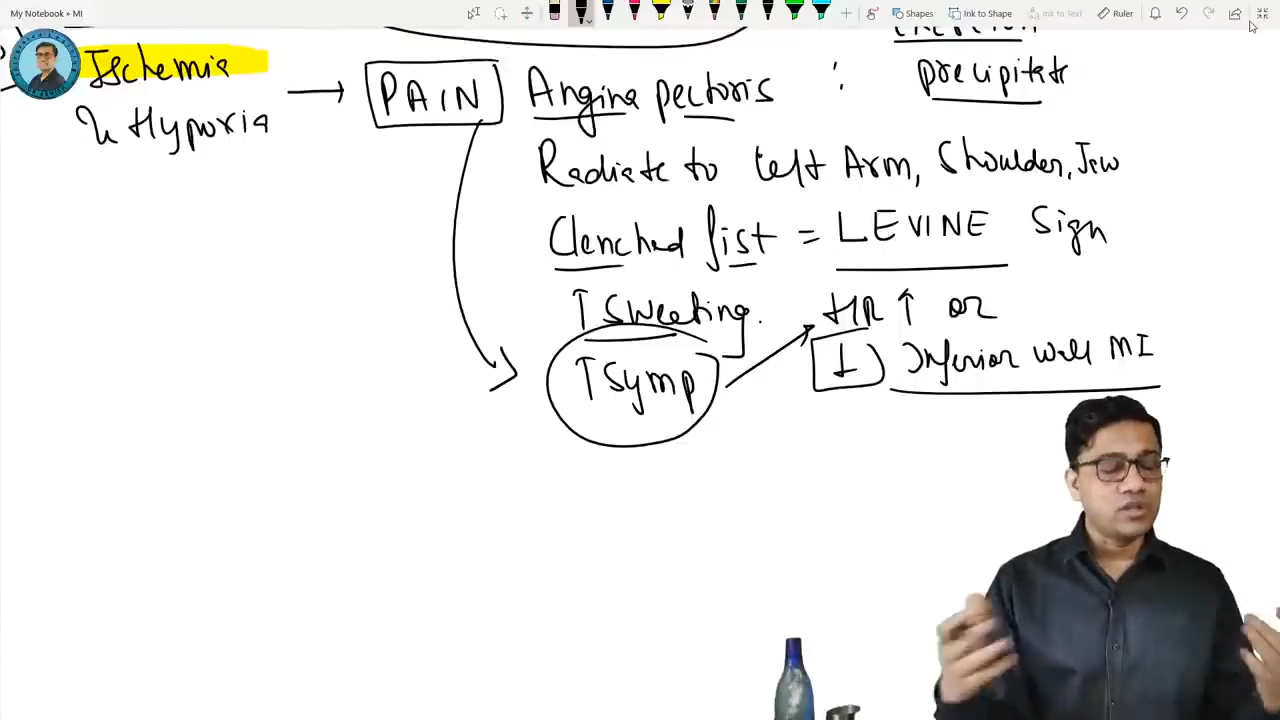 My Notebook » MI
Shapes
Ink to Shape
Ink to Text
Ruler
Ischemia
Hypoxia
→ PAIN
Angina pectoris :
precipitate
Radiate to left Arm, Shoulder, Jaw
Clenched fist = LEVINE Sign
↑ Sweeting.
HR ↑ or
↑ Symp
↓ Inferior wall MI